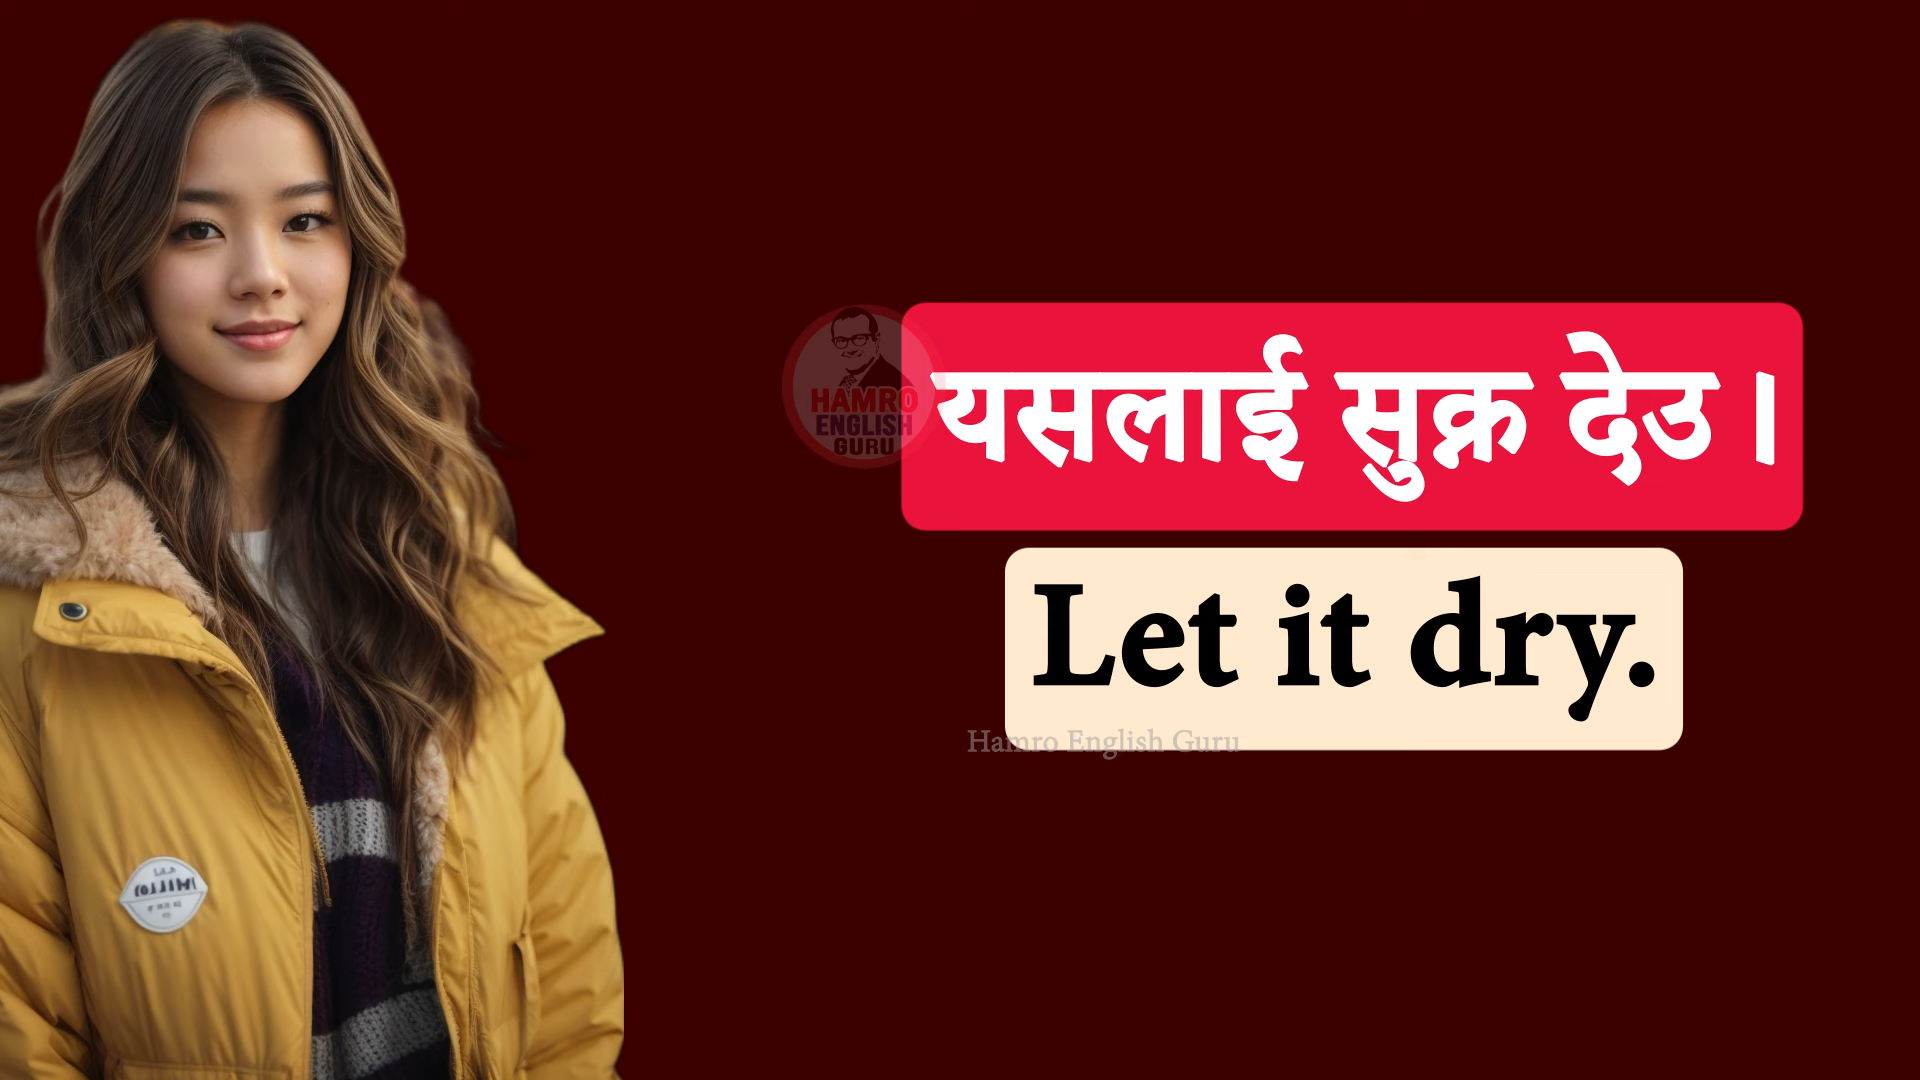 HAMRO
ENGLISH
GURU
यसलाई सुक्न देउ ।
Let it dry.
Hamro English Guru